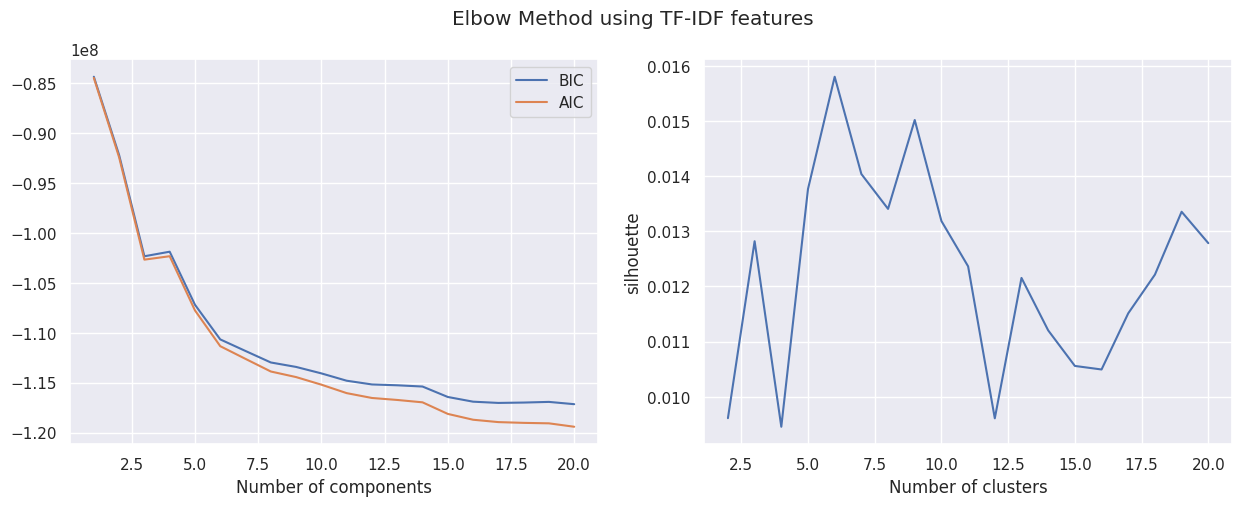 Elbow Method using TF-IDF features
1e8
−0.85
−0.90
−0.95
−1.00
−1.05
−1.10
−1.15
−1.20
2.5 5.0 7.5 10.0 12.5 15.0 17.5 20.0
Number of components
BIC
AIC
0.016
0.015
0.014
0.013
0.012
0.011
0.010
silhouette
2.5 5.0 7.5 10.0 12.5 15.0 17.5 20.0
Number of clusters